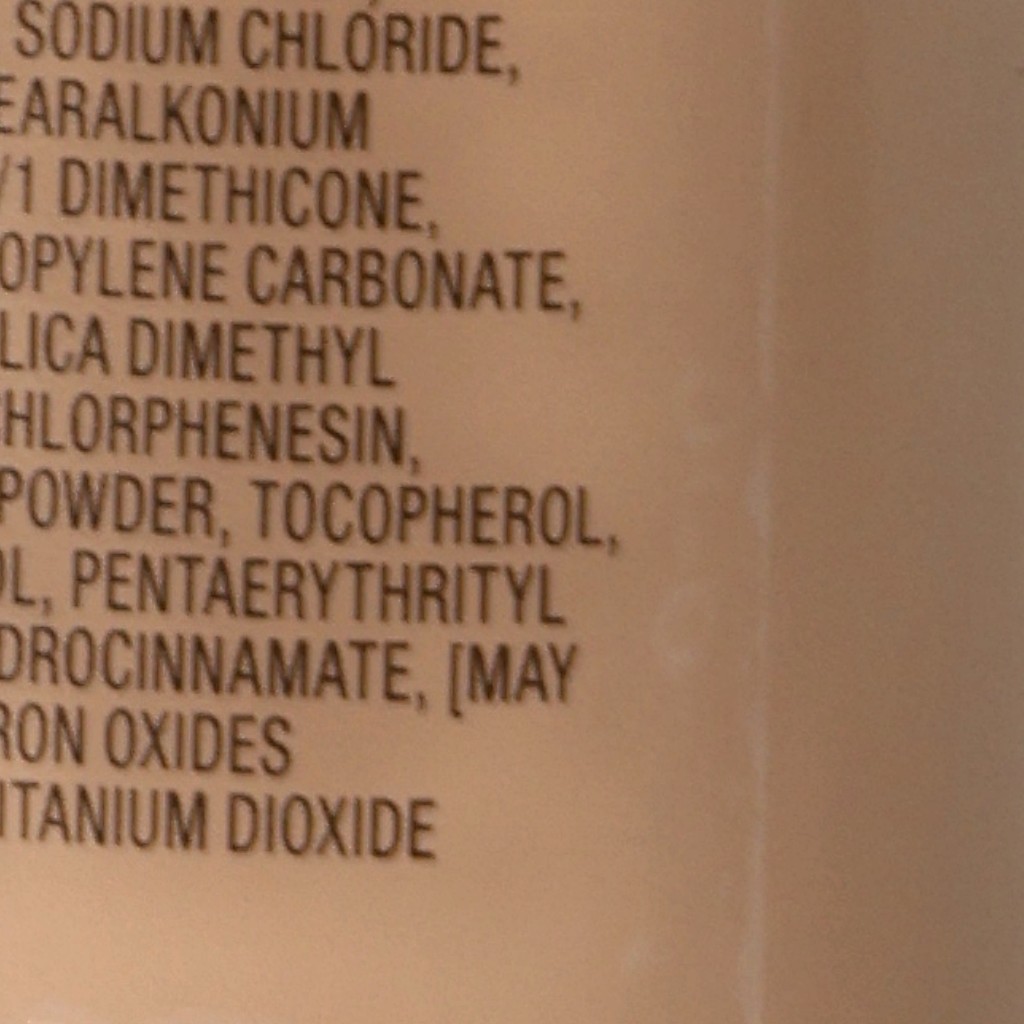 SODIUM CHLORIDE,
EARALKONIUM
/1 DIMETHICONE,
OPYLENE CARBONATE,
LICA DIMETHYL
HLORPHENESIN,
POWDER, TOCOPHEROL,
OL, PENTAERYTHRITYL
DROCINNAMATE, [MAY
RON OXIDES
ITANIUM DIOXIDE